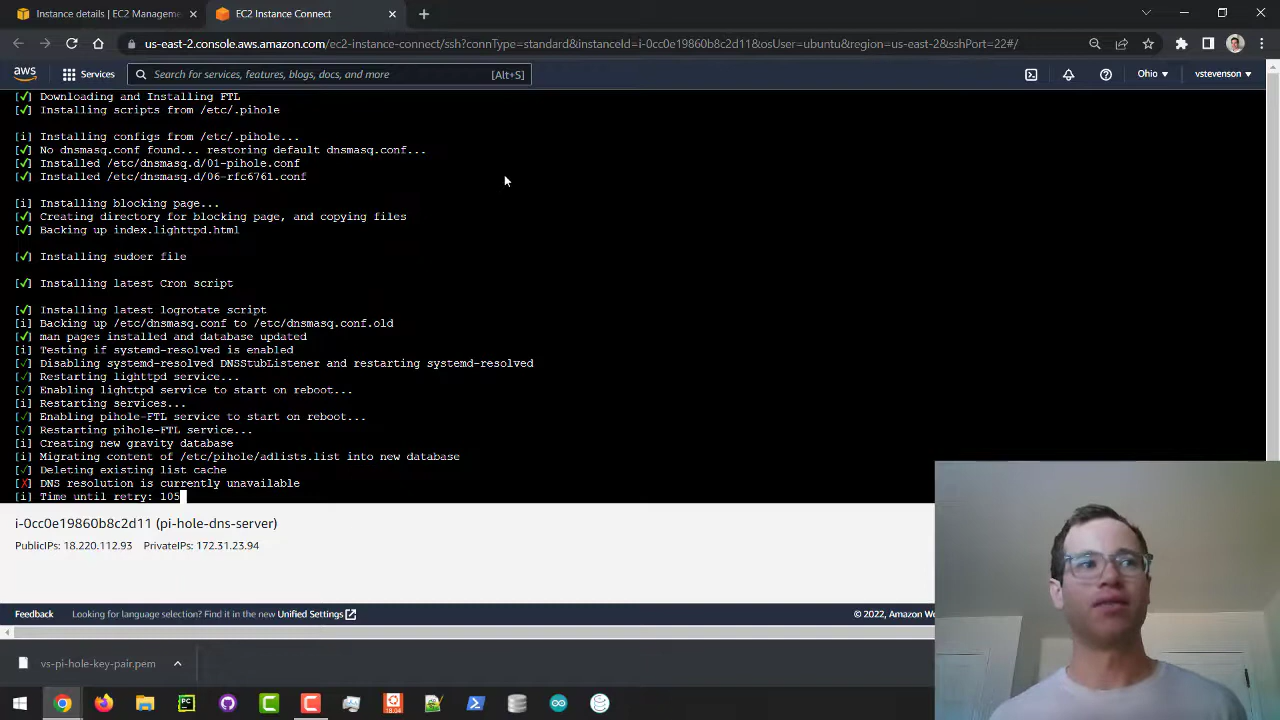 Instance details | EC2 Manageme
EC2 Instance Connect
us-east-2.console.aws.amazon.com/ec2-instance-connect/ssh?connType=standard&instanceId=i-0cc0e19860b8c2d11&osUser=ubuntu&region=us-east-2&sshPort=22#/
aws
Services
Search for services, features, blogs, docs, and more
[Alt+S]
Ohio
vstevenson
[✓] Downloading and Installing FTL
[✓] Installing scripts from /etc/.pihole
[i] Installing configs from /etc/.pihole...
[✓] No dnsmasq.conf found... restoring default dnsmasq.conf...
[✓] Installed /etc/dnsmasq.d/01-pihole.conf
[✓] Installed /etc/dnsmasq.d/06-rfc6761.conf
[i] Installing blocking page...
[✓] Creating directory for blocking page, and copying files
[✓] Backing up index.lighttpd.html
[✓] Installing sudoer file
[✓] Installing latest Cron script
[✓] Installing latest logrotate script
[i] Backing up /etc/dnsmasq.conf to /etc/dnsmasq.conf.old
[✓] man pages installed and database updated
[i] Testing if systemd-resolved is enabled
[✓] Disabling systemd-resolved DNSStubListener and restarting systemd-resolved
[✓] Restarting lighttpd service...
[✓] Enabling lighttpd service to start on reboot...
[i] Restarting services...
[✓] Enabling pihole-FTL service to start on reboot...
[✓] Restarting pihole-FTL service...
[i] Creating new gravity database
[i] Migrating content of /etc/pihole/adlists.list into new database
[✓] Deleting existing list cache
[✗] DNS resolution is currently unavailable
[i] Time until retry: 105
i-0cc0e19860b8c2d11 (pi-hole-dns-server)
PublicIPs: 18.220.112.93 PrivateIPs: 172.31.23.94
Feedback
Looking for language selection? Find it in the new Unified Settings
© 2022, Amazon We
vs-pi-hole-key-pair.pem
PC
C
C
18.04